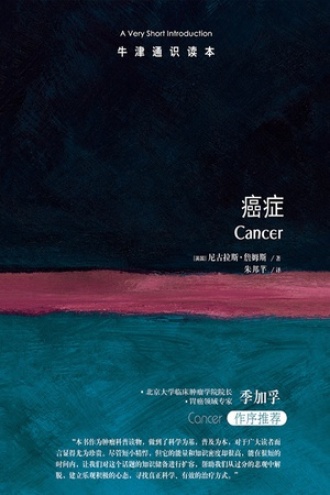 A Very Short Introduction
牛津通识读本
癌症
Cancer
[英国] 尼古拉斯·詹姆斯 / 著
朱邦芊 / 译
·北京大学临床肿瘤学院院长
·胃癌领域专家
季加孚
Cancer 作序推荐
“本书作为肿瘤科普读物，做到了科学为基，普及为本，对于广大读者而
言显得尤为珍贵。尽管短小精悍，但它的能量和知识密度却很高，能在很短的
时间内，让我们对这个话题的知识储备进行扩容，帮助我们从过分的悲观中解
脱，建立乐观积极的心态，寻找真正科学、有效的治疗方式。”